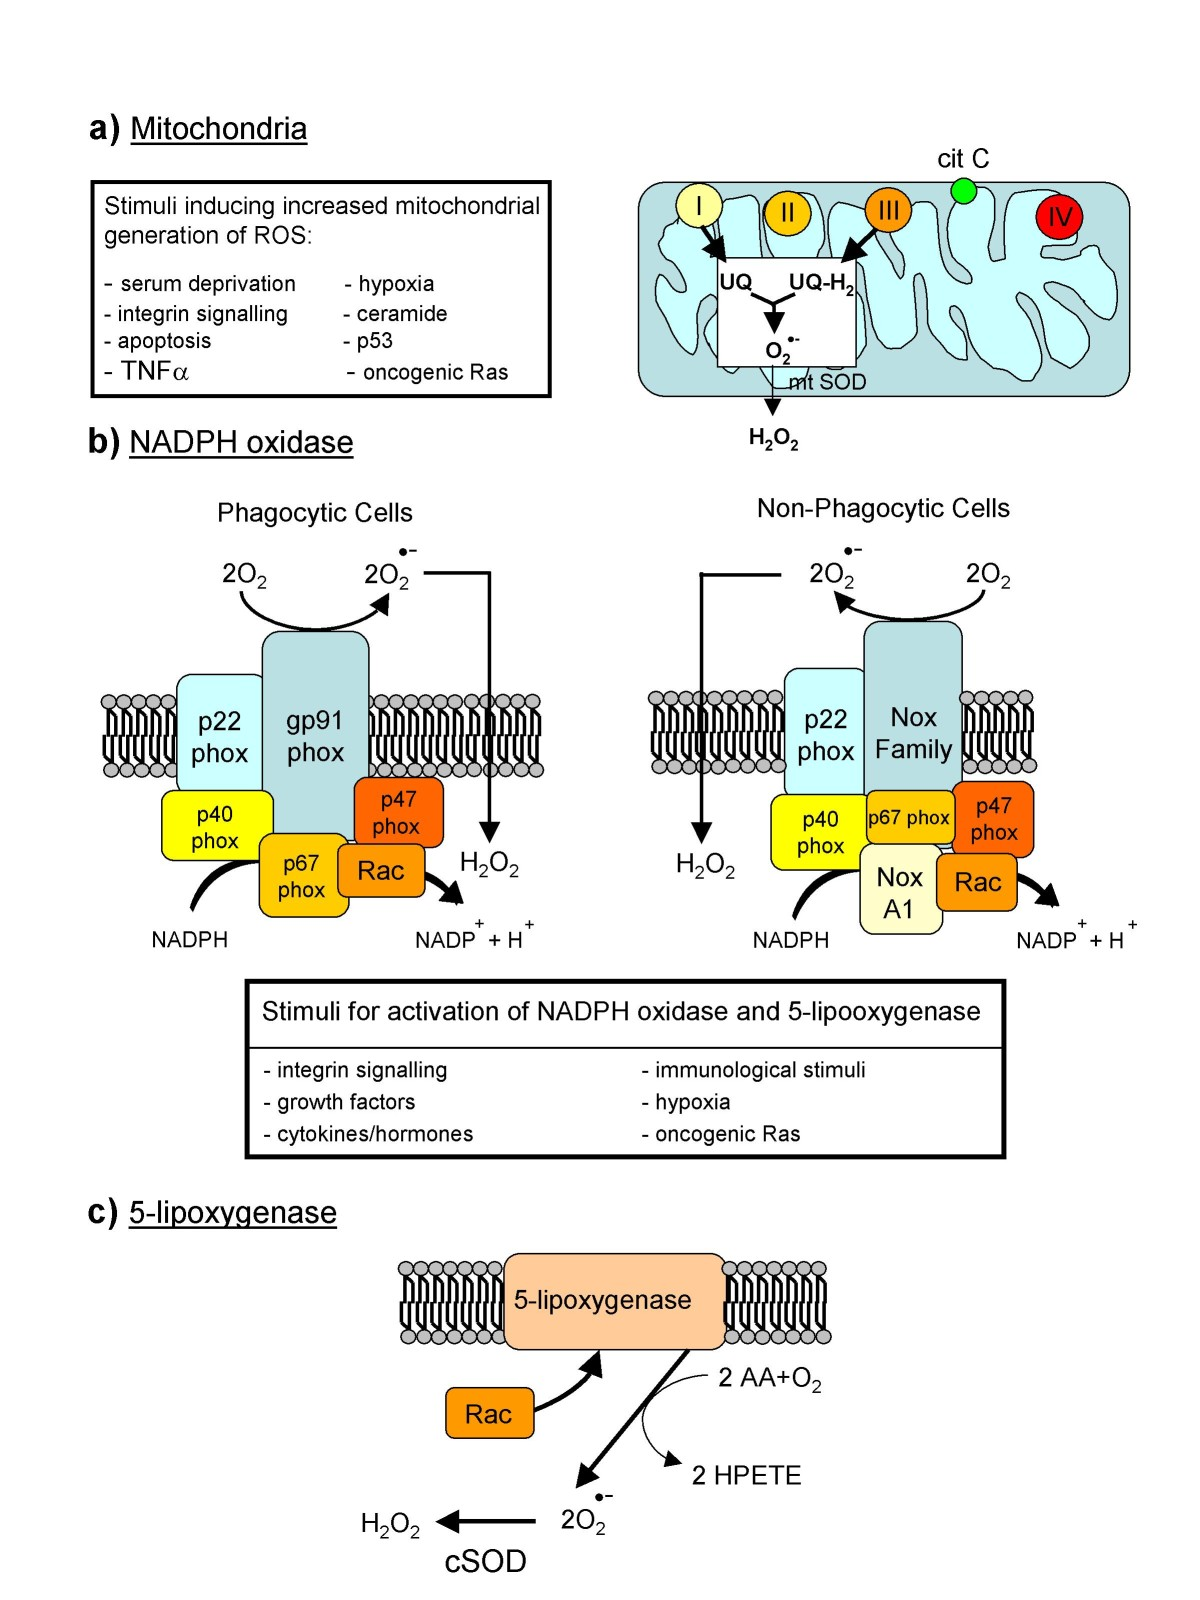 a) Mitochondria
Stimuli inducing increased mitochondrial
generation of ROS:
- serum deprivation
- hypoxia
- integrin signalling
- ceramide
- apoptosis
- p53
- TNFα
- oncogenic Ras
cit C
I
II
III
IV
UQ
UQ-H₂
O₂•-
mt SOD
H₂O₂
b) NADPH oxidase
Phagocytic Cells
2O₂
2O₂•-
p22
phox
gp91
phox
p40
phox
p47
phox
p67
phox
Rac
H₂O₂
NADPH
NADP⁺ + H⁺
Non-Phagocytic Cells
2O₂•-
2O₂
p22
phox
Nox
Family
p40
phox
p67 phox
p47
phox
Nox
A1
Rac
H₂O₂
NADPH
NADP⁺ + H⁺
Stimuli for activation of NADPH oxidase and 5-lipooxygenase
- integrin signalling
- immunological stimuli
- growth factors
- hypoxia
- cytokines/hormones
- oncogenic Ras
c) 5-lipoxygenase
5-lipoxygenase
Rac
2 AA+O₂
2 HPETE
2O₂•-
H₂O₂
cSOD